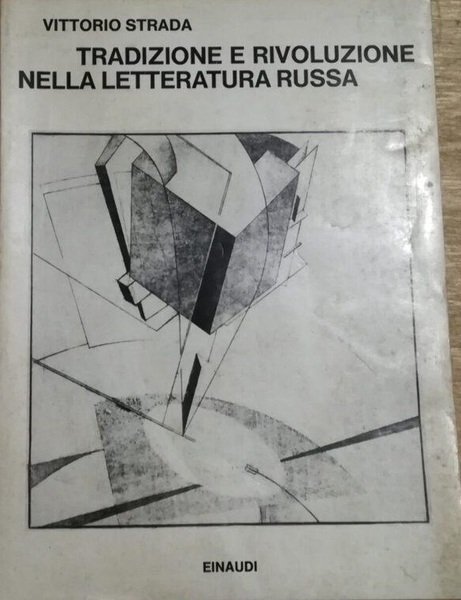 VITTORIO STRADA
TRADIZIONE E RIVOLUZIONE
NELLA LETTERATURA RUSSA
EINAUDI